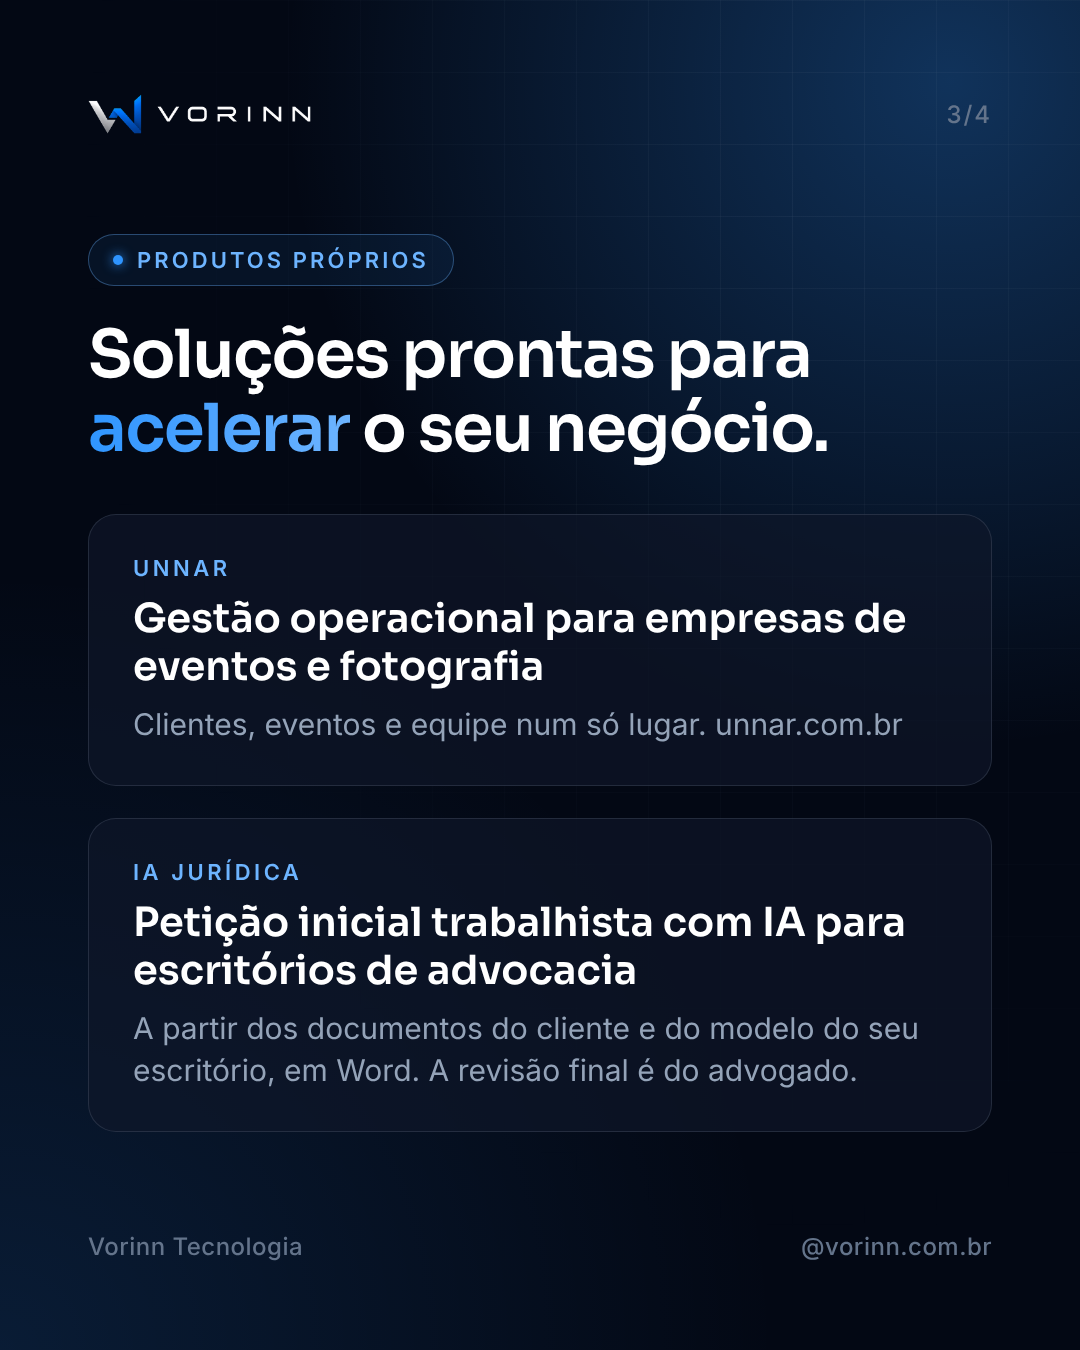 VORINN
3/4
PRODUTOS PRÓPRIOS
Soluções prontas para
acelerar o seu negócio.
UNNAR
Gestão operacional para empresas de
eventos e fotografia
Clientes, eventos e equipe num só lugar. unnar.com.br
IA JURÍDICA
Petição inicial trabalhista com IA para
escritórios de advocacia
A partir dos documentos do cliente e do modelo do seu
escritório, em Word. A revisão final é do advogado.
Vorinn Tecnologia
@vorinn.com.br